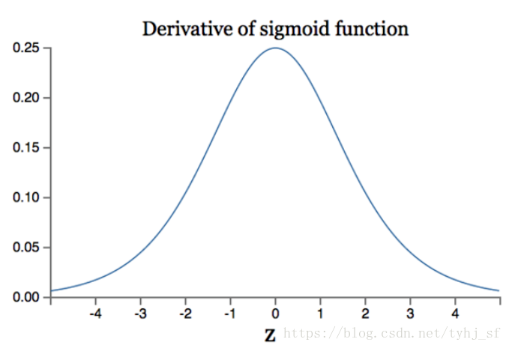 Derivative of sigmoid function
0.25
0.20
0.15
0.10
0.05
0.00
-4 -3 -2 -1 0 1 2 3 4
Z
https://blog.csdn.net/tyhj_sf